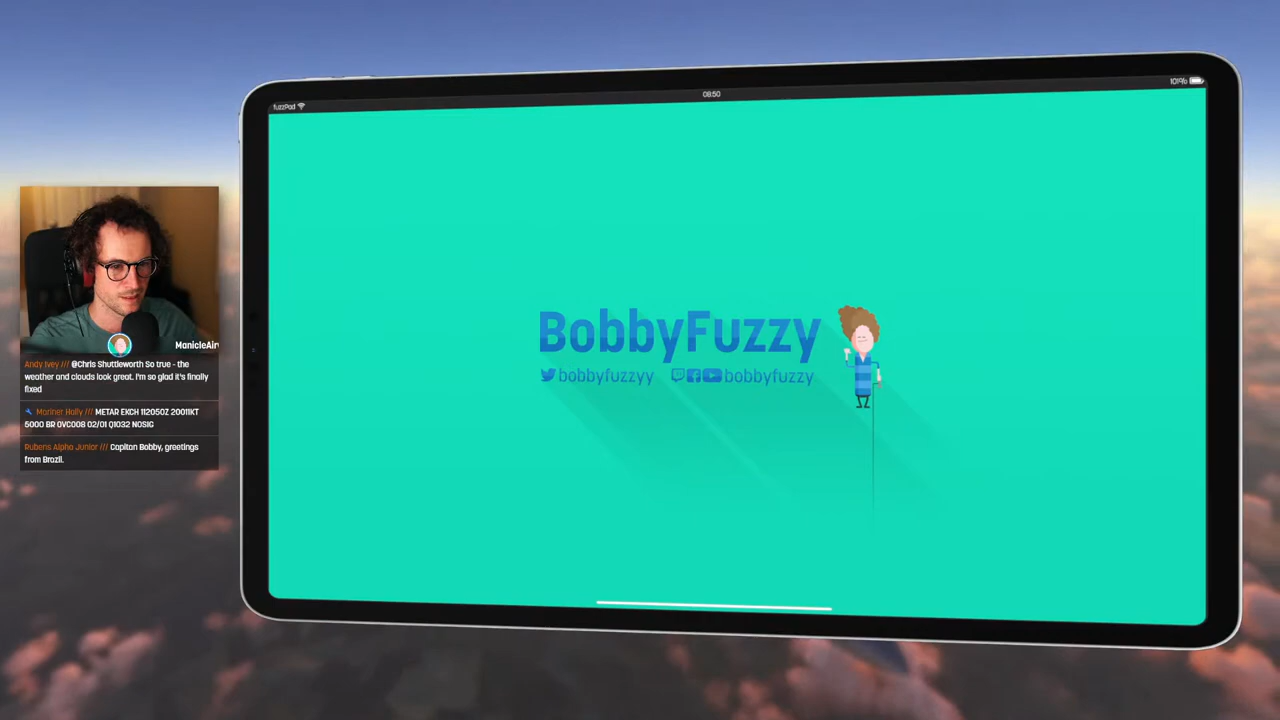 fuzzPad
08:50
101%
BobbyFuzzy
bobbyfuzzyy bobbyfuzzy
ManicleAir
Andy Ivey /// @Chris Shuttleworth So true - the
weather and clouds look great. I'm so glad it's finally
fixed
Mariner Holly /// METAR EKCH 112050Z 20011KT
5000 BR OVC008 02/01 Q1032 NOSIG
Rubens Alpha Junior /// Capitan Bobby, greetings
from Brazil.